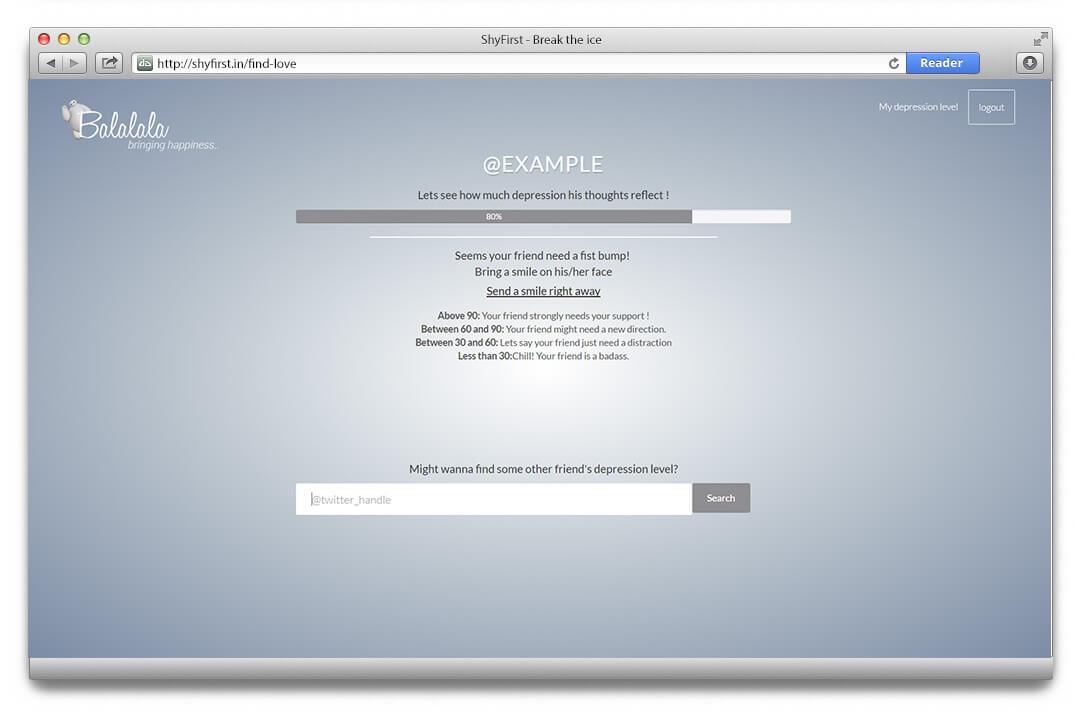 ShyFirst - Break the ice
http://shyfirst.in/find-love
Reader
Balalala
bringing happiness..
My depression level
logout
@EXAMPLE
Lets see how much depression his thoughts reflect !
80%
Seems your friend need a fist bump!
Bring a smile on his/her face
Send a smile right away
Above 90: Your friend strongly needs your support !
Between 60 and 90: Your friend might need a new direction.
Between 30 and 60: Lets say your friend just need a distraction
Less than 30:Chill! Your friend is a badass.
Might wanna find some other friend's depression level?
@twitter_handle
Search